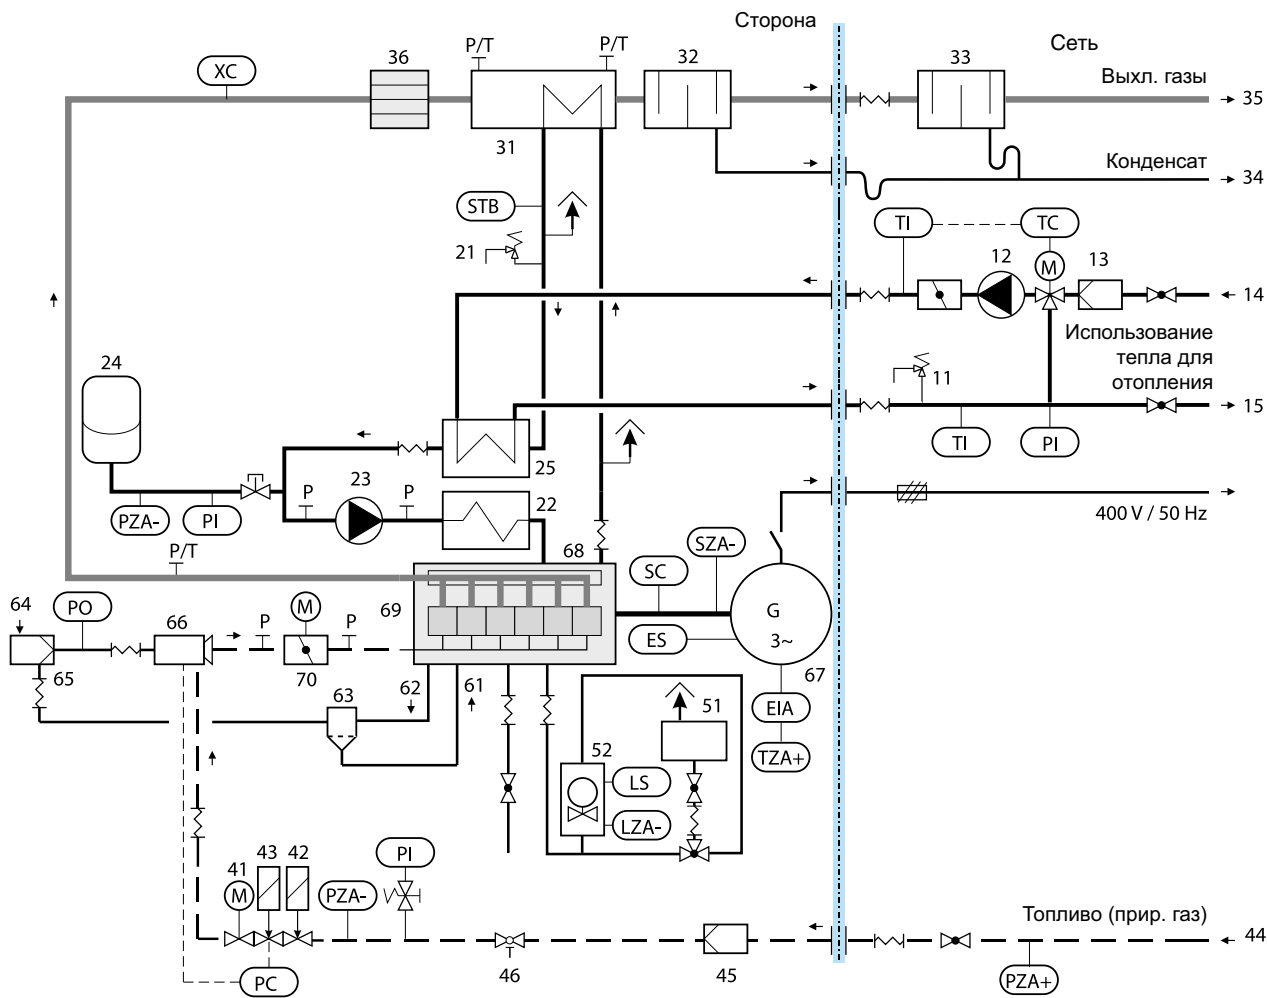 Сторона
Сеть
P/T
P/T
XC
36
32
33
Выхл. газы
35
31
Конденсат
34
STB
TI
TC
21
12
M
13
14
Использование
тепла для
отопления
24
11
15
TI
PI
25
23
22
P
P
PZA-
PI
400 V / 50 Hz
P/T
68
SZA-
SC
64
PO
66
M
69
G
3~
P
P
ES
65
70
67
62
61
63
51
EIA
52
LS
TZA+
LZA-
PI
41
43
42
M
PZA-
Топливо (прир. газ)
44
46
45
PC
PZA+